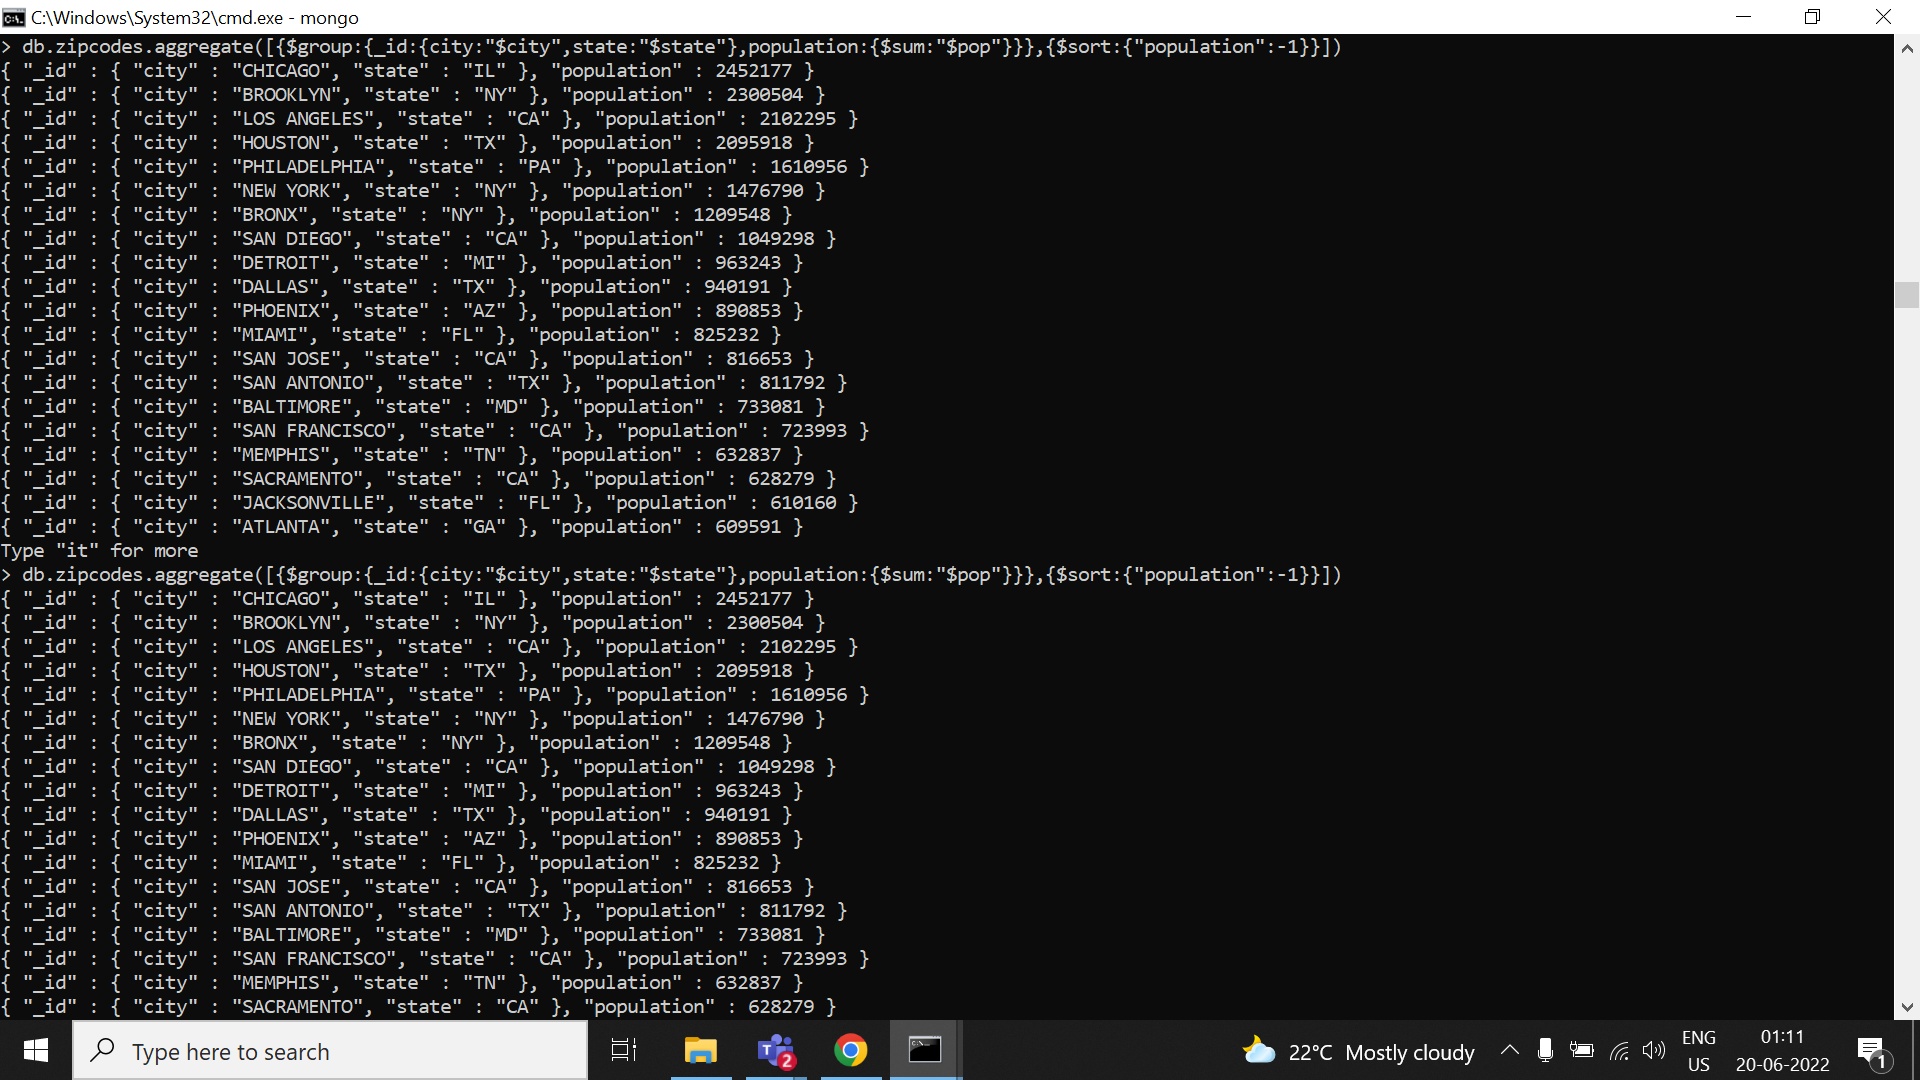 C:\Windows\System32\cmd.exe - mongo
> db.zipcodes.aggregate([{$group:{_id:{city:"$city",state:"$state"},population:{$sum:"$pop"}}},{$sort:{"population":-1}}])
{ "_id" : { "city" : "CHICAGO", "state" : "IL" }, "population" : 2452177 }
{ "_id" : { "city" : "BROOKLYN", "state" : "NY" }, "population" : 2300504 }
{ "_id" : { "city" : "LOS ANGELES", "state" : "CA" }, "population" : 2102295 }
{ "_id" : { "city" : "HOUSTON", "state" : "TX" }, "population" : 2095918 }
{ "_id" : { "city" : "PHILADELPHIA", "state" : "PA" }, "population" : 1610956 }
{ "_id" : { "city" : "NEW YORK", "state" : "NY" }, "population" : 1476790 }
{ "_id" : { "city" : "BRONX", "state" : "NY" }, "population" : 1209548 }
{ "_id" : { "city" : "SAN DIEGO", "state" : "CA" }, "population" : 1049298 }
{ "_id" : { "city" : "DETROIT", "state" : "MI" }, "population" : 963243 }
{ "_id" : { "city" : "DALLAS", "state" : "TX" }, "population" : 940191 }
{ "_id" : { "city" : "PHOENIX", "state" : "AZ" }, "population" : 890853 }
{ "_id" : { "city" : "MIAMI", "state" : "FL" }, "population" : 825232 }
{ "_id" : { "city" : "SAN JOSE", "state" : "CA" }, "population" : 816653 }
{ "_id" : { "city" : "SAN ANTONIO", "state" : "TX" }, "population" : 811792 }
{ "_id" : { "city" : "BALTIMORE", "state" : "MD" }, "population" : 733081 }
{ "_id" : { "city" : "SAN FRANCISCO", "state" : "CA" }, "population" : 723993 }
{ "_id" : { "city" : "MEMPHIS", "state" : "TN" }, "population" : 632837 }
{ "_id" : { "city" : "SACRAMENTO", "state" : "CA" }, "population" : 628279 }
{ "_id" : { "city" : "JACKSONVILLE", "state" : "FL" }, "population" : 610160 }
{ "_id" : { "city" : "ATLANTA", "state" : "GA" }, "population" : 609591 }
Type "it" for more
> db.zipcodes.aggregate([{$group:{_id:{city:"$city",state:"$state"},population:{$sum:"$pop"}}},{$sort:{"population":-1}}])
{ "_id" : { "city" : "CHICAGO", "state" : "IL" }, "population" : 2452177 }
{ "_id" : { "city" : "BROOKLYN", "state" : "NY" }, "population" : 2300504 }
{ "_id" : { "city" : "LOS ANGELES", "state" : "CA" }, "population" : 2102295 }
{ "_id" : { "city" : "HOUSTON", "state" : "TX" }, "population" : 2095918 }
{ "_id" : { "city" : "PHILADELPHIA", "state" : "PA" }, "population" : 1610956 }
{ "_id" : { "city" : "NEW YORK", "state" : "NY" }, "population" : 1476790 }
{ "_id" : { "city" : "BRONX", "state" : "NY" }, "population" : 1209548 }
{ "_id" : { "city" : "SAN DIEGO", "state" : "CA" }, "population" : 1049298 }
{ "_id" : { "city" : "DETROIT", "state" : "MI" }, "population" : 963243 }
{ "_id" : { "city" : "DALLAS", "state" : "TX" }, "population" : 940191 }
{ "_id" : { "city" : "PHOENIX", "state" : "AZ" }, "population" : 890853 }
{ "_id" : { "city" : "MIAMI", "state" : "FL" }, "population" : 825232 }
{ "_id" : { "city" : "SAN JOSE", "state" : "CA" }, "population" : 816653 }
{ "_id" : { "city" : "SAN ANTONIO", "state" : "TX" }, "population" : 811792 }
{ "_id" : { "city" : "BALTIMORE", "state" : "MD" }, "population" : 733081 }
{ "_id" : { "city" : "SAN FRANCISCO", "state" : "CA" }, "population" : 723993 }
{ "_id" : { "city" : "MEMPHIS", "state" : "TN" }, "population" : 632837 }
{ "_id" : { "city" : "SACRAMENTO", "state" : "CA" }, "population" : 628279 }
Type here to search
T 2
22°C Mostly cloudy
ENG
US
01:11
20-06-2022
1